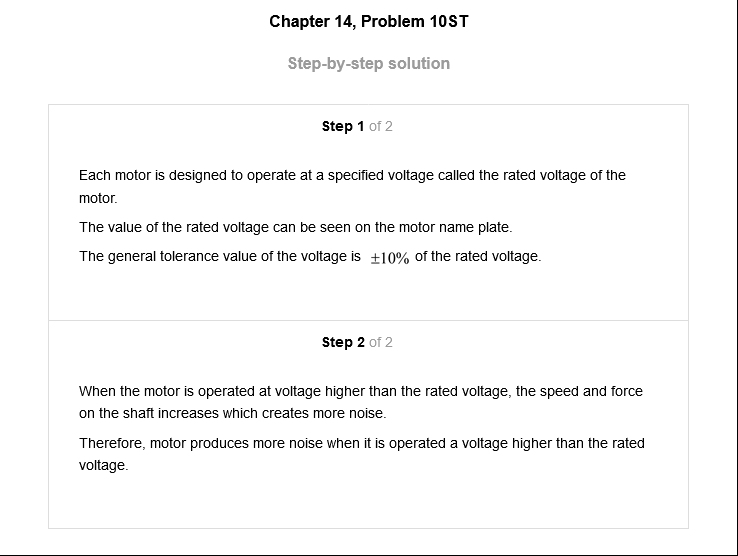 Chapter 14, Problem 10ST
Step-by-step solution
Step 1 of 2
Each motor is designed to operate at a specified voltage called the rated voltage of the
motor.
The value of the rated voltage can be seen on the motor name plate.
The general tolerance value of the voltage is ±10% of the rated voltage.
Step 2 of 2
When the motor is operated at voltage higher than the rated voltage, the speed and force
on the shaft increases which creates more noise.
Therefore, motor produces more noise when it is operated a voltage higher than the rated
voltage.